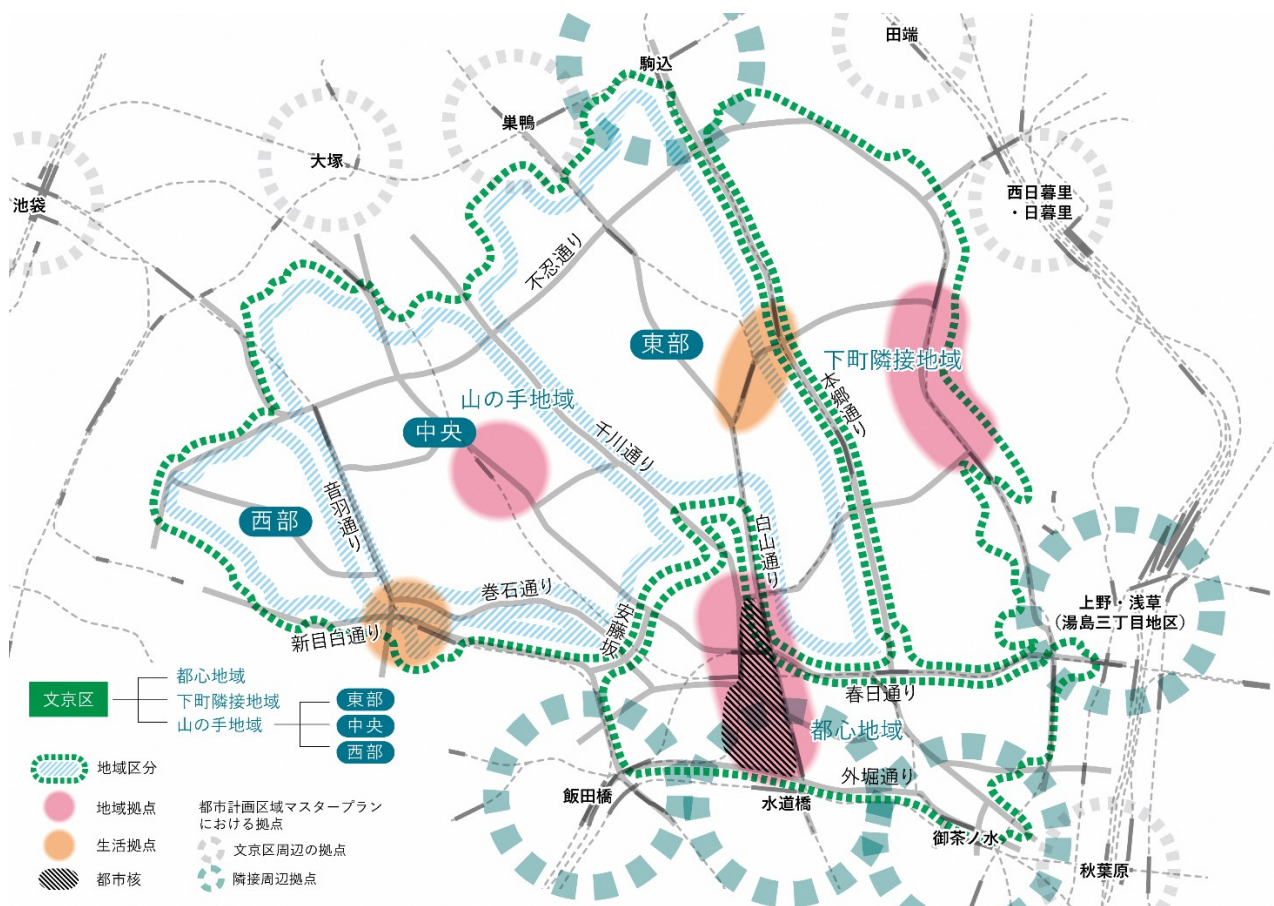 田端
駒込
巣鴨
大塚
池袋
西日暮里
・日暮里
不忍通り
東部
下町隣接地域
本郷通り
山の手地域
中央
千川通り
音羽通り
西部
白山通り
巻石通り
安藤坂
新目白通り
上野・浅草
(湯島三丁目地区)
春日通り
都心地域
外堀通り
飯田橋
水道橋
御茶ノ水
秋葉原
文京区
都心地域
下町隣接地域
山の手地域
東部
中央
西部
地域区分
地域拠点
生活拠点
都市核
都市計画区域マスタープラン
における拠点
文京区周辺の拠点
隣接周辺拠点